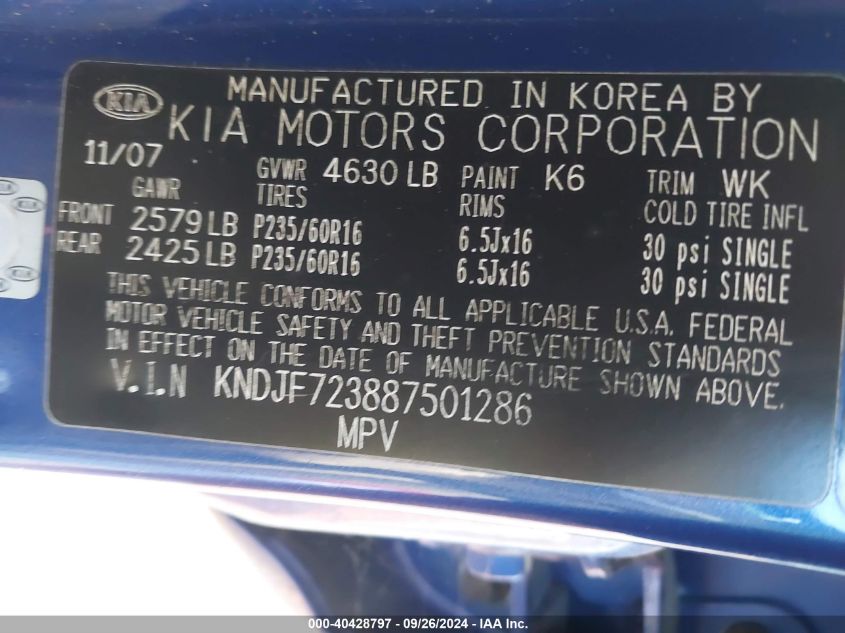 KIA
MANUFACTURED IN KOREA BY
KIA MOTORS CORPORATION
11/07 GVWR 4630 LB PAINT K6 TRIM WK
GAWR TIRES RIMS COLD TIRE INFL
FRONT 2579 LB P235/60R16 6.5Jx16 30 psi SINGLE
REAR 2425 LB P235/60R16 6.5Jx16 30 psi SINGLE
THIS VEHICLE CONFORMS TO ALL APPLICABLE U.S.A. FEDERAL
MOTOR VEHICLE SAFETY AND THEFT PREVENTION STANDARDS
IN EFFECT ON THE DATE OF MANUFACTURE SHOWN ABOVE.
V.I.N KNDJF723887501286
MPV
000-40428797 - 09/26/2024 - IAA Inc.